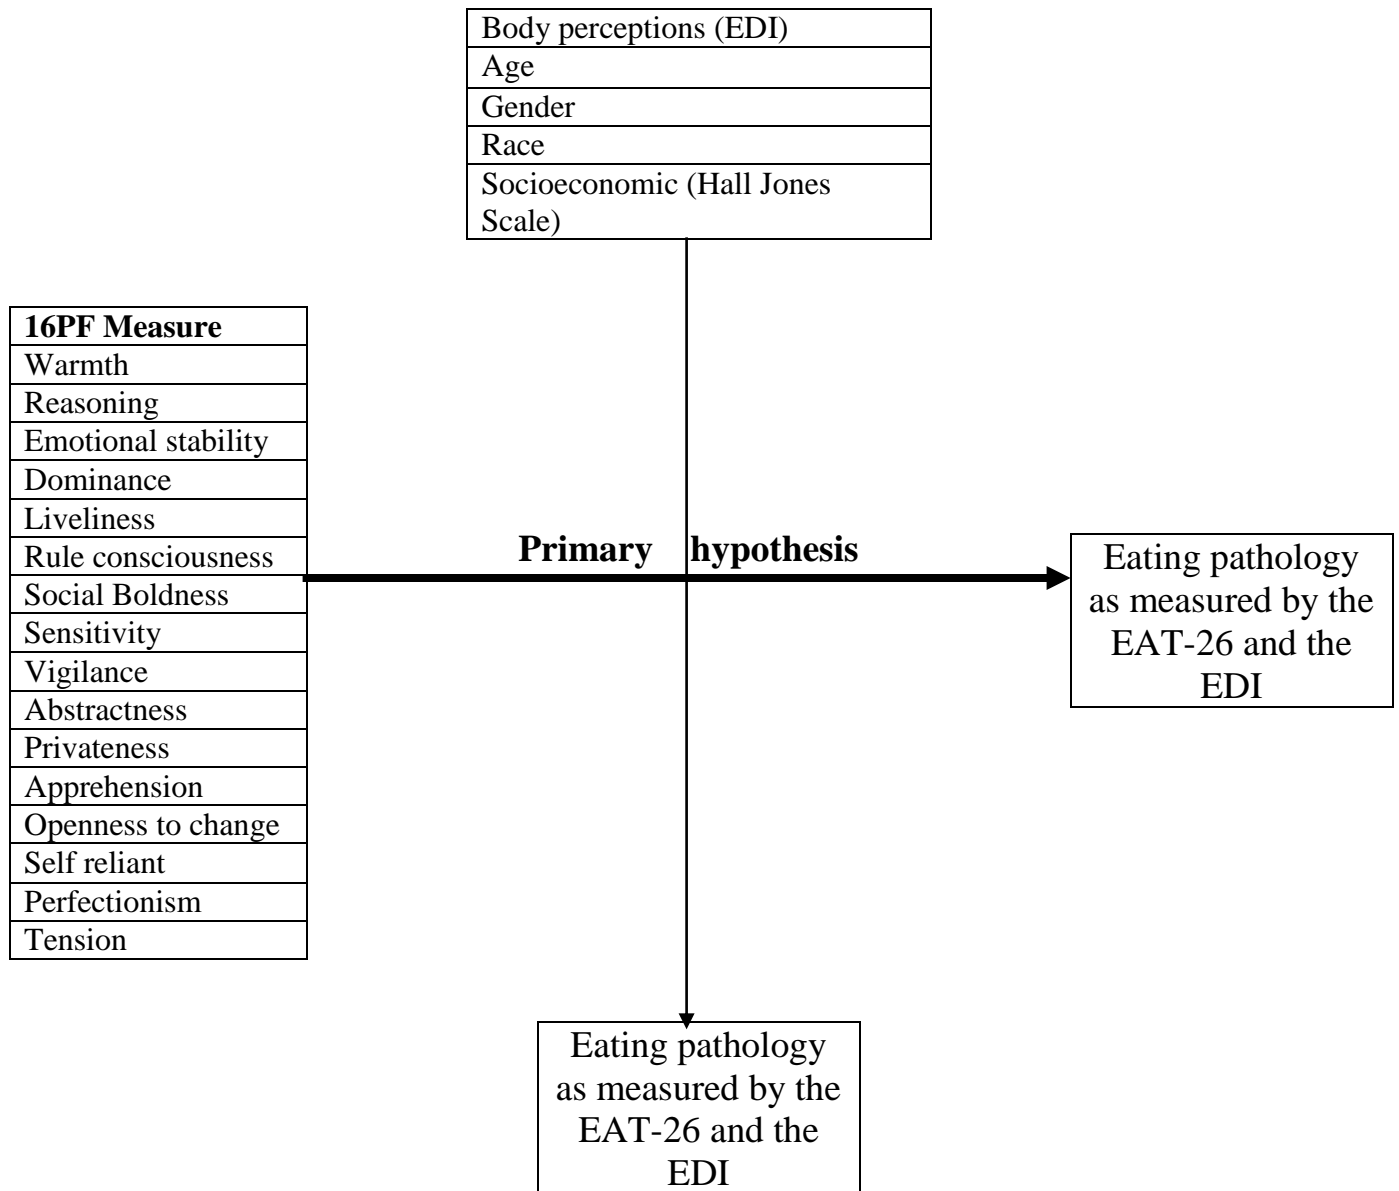 Body perceptions (EDI)
Age
Gender
Race
Socioeconomic (Hall Jones
Scale)
16PF Measure
Warmth
Reasoning
Emotional stability
Dominance
Liveliness
Rule consciousness
Social Boldness
Sensitivity
Vigilance
Abstractness
Privateness
Apprehension
Openness to change
Self reliant
Perfectionism
Tension
Primary hypothesis
Eating pathology
as measured by the
EAT-26 and the
EDI
Eating pathology
as measured by the
EAT-26 and the
EDI